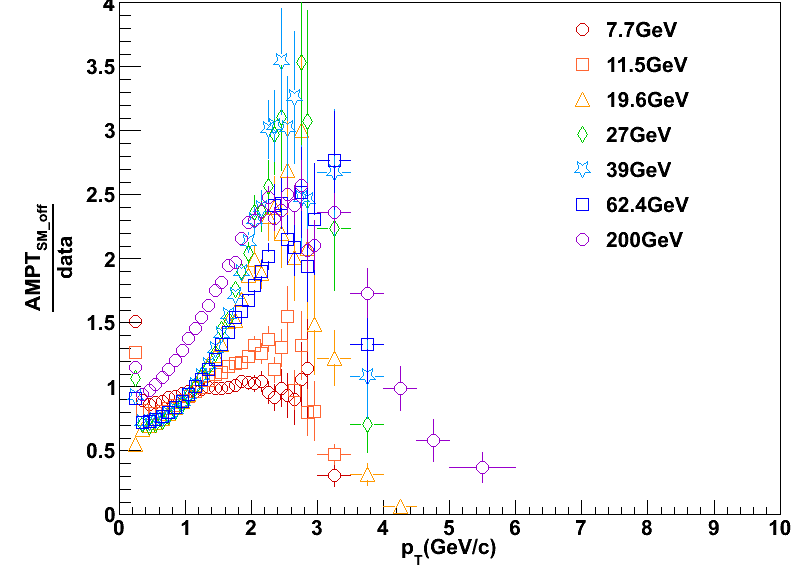 4
3.5
3
2.5
2
1.5
1
0.5
0
AMPT_SM_off
data
7.7GeV
11.5GeV
19.6GeV
27GeV
39GeV
62.4GeV
200GeV
0 1 2 3 4 5 6 7 8 9 10
p_T(GeV/c)